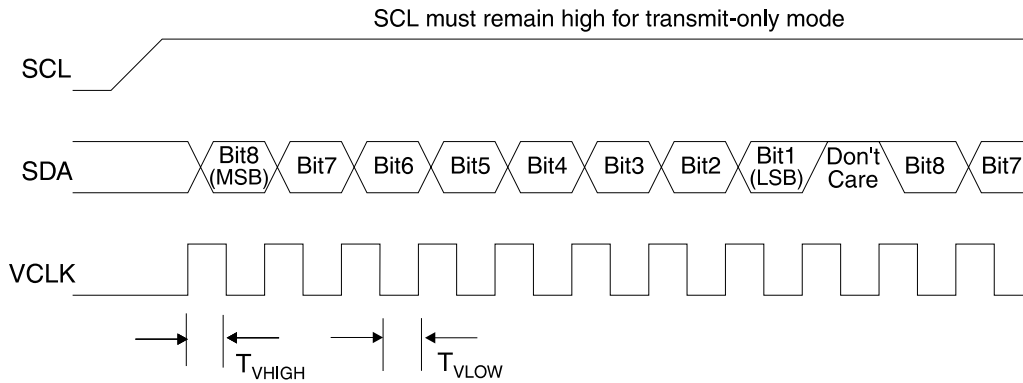 SCL must remain high for transmit-only mode
SCL
SDA
Bit8
(MSB)
Bit7
Bit6
Bit5
Bit4
Bit3
Bit2
Bit1
(LSB)
Don't
Care
Bit8
Bit7
VCLK
TVHIGH
TVLOW